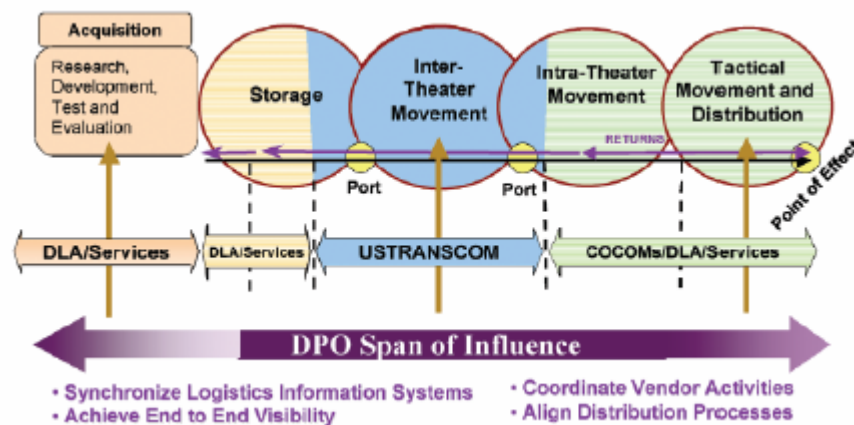 Acquisition
Research,
Development,
Test and
Evaluation
Storage
Inter-
Theater
Movement
Intra-Theater
Movement
Tactical
Movement and
Distribution
RETURNS
Port
Port
Point of Effect
DLA/Services
DLA/Services
USTRANSCOM
COCOMs/DLA/Services
DPO Span of Influence
• Synchronize Logistics Information Systems
• Achieve End to End Visibility
• Coordinate Vendor Activities
• Align Distribution Processes